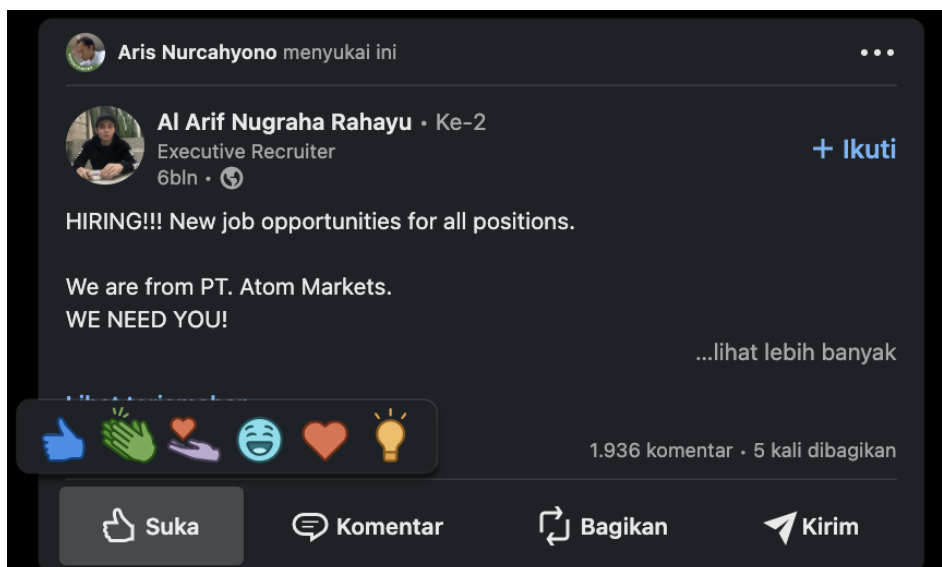 Aris Nurcahyono menyukai ini
Al Arif Nugraha Rahayu • Ke-2
Executive Recruiter
+ Ikuti
6bln •
HIRING!!! New job opportunities for all positions.
We are from PT. Atom Markets.
WE NEED YOU!
...lihat lebih banyak
1.936 komentar • 5 kali dibagikan
Suka
Komentar
Bagikan
Kirim